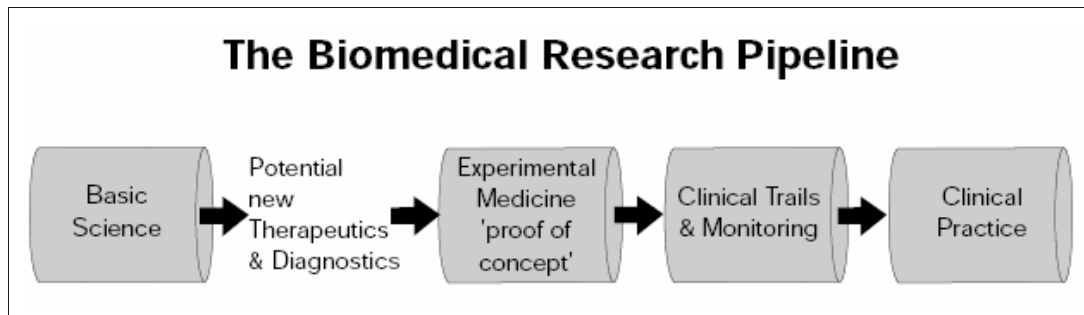 The Biomedical Research Pipeline
Basic
Science
Potential
new
Therapeutics
& Diagnostics
Experimental
Medicine
'proof of
concept'
Clinical Trails
& Monitoring
Clinical
Practice